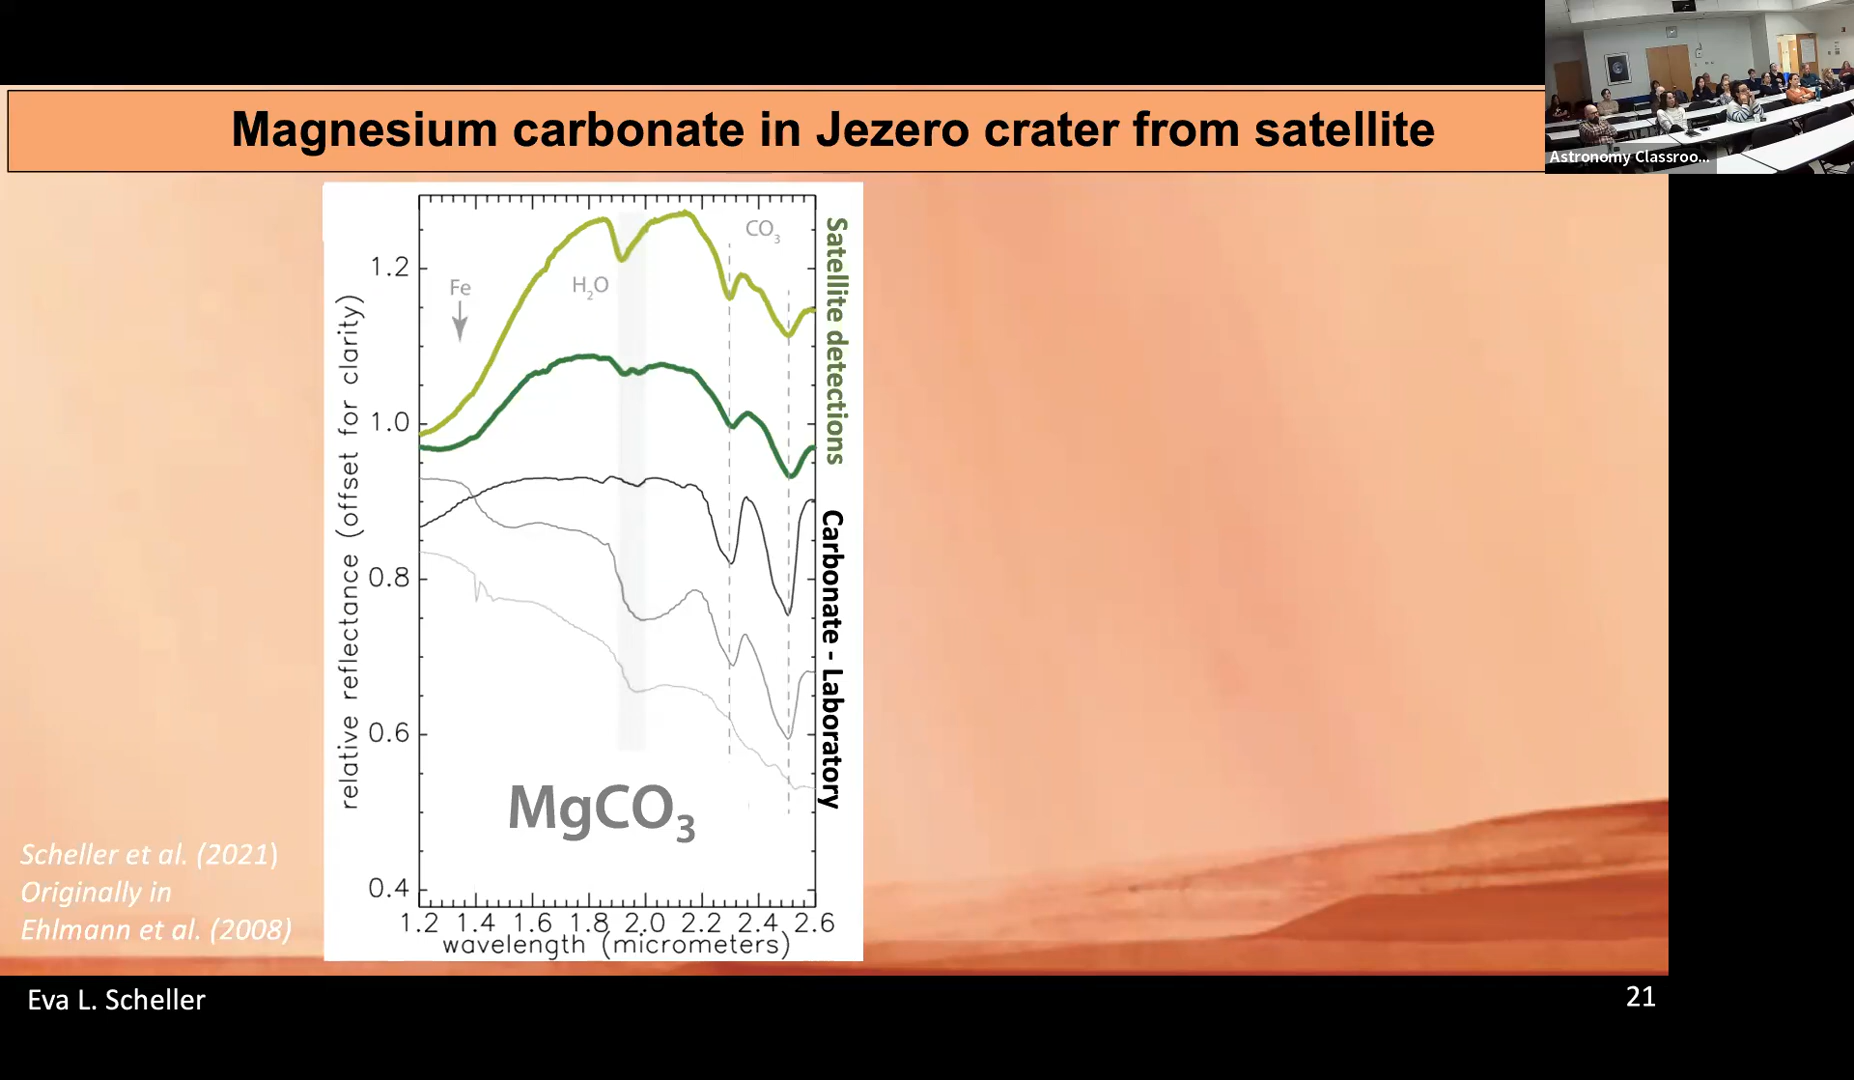 Magnesium carbonate in Jezero crater from satellite
Astronomy Classroo...
relative reflectance (offset for clarity)
1.2
1.0
0.8
0.6
0.4
Fe
H₂O
CO₃
MgCO₃
1.2 1.4 1.6 1.8 2.0 2.2 2.4 2.6
wavelength (micrometers)
Satellite detections
Carbonate - Laboratory
Scheller et al. (2021)
Originally in
Ehlmann et al. (2008)
Eva L. Scheller
21